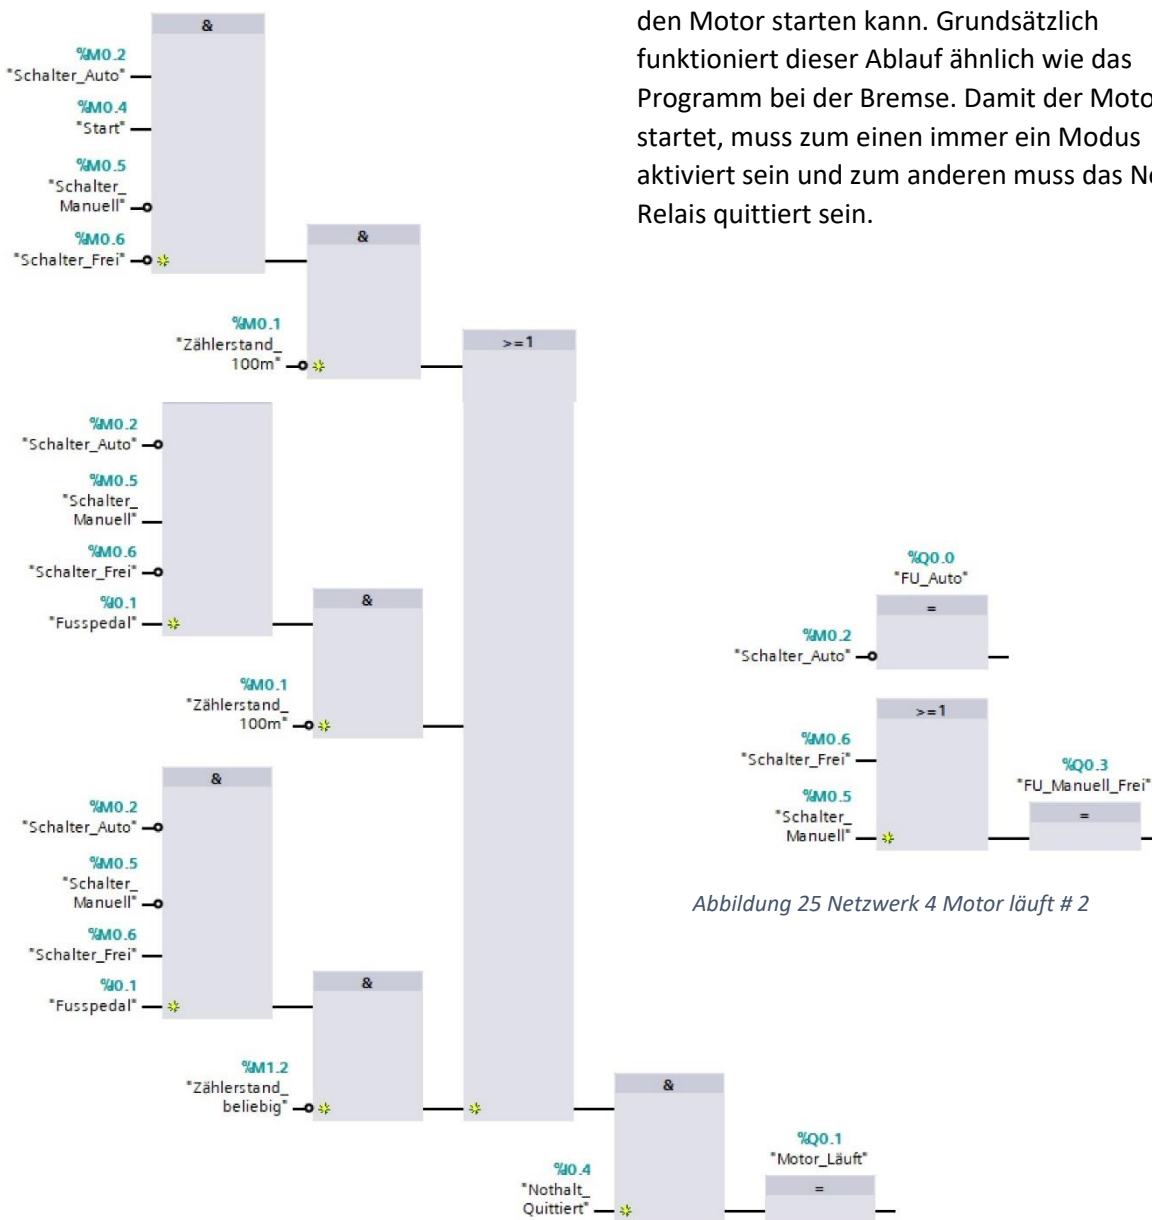 den Motor starten kann. Grundsätzlich
funktioniert dieser Ablauf ähnlich wie das
Programm bei der Bremse. Damit der Moto
startet, muss zum einen immer ein Modus
aktiviert sein und zum anderen muss das
Relais quittiert sein.
&
%M0.2
"Schalter_Auto"
%M0.4
"Start"
%M0.5
"Schalter_
Manuell"
%M0.6
"Schalter_Frei"
&
%M0.1
"Zählerstand_
100m"
>=1
%M0.2
"Schalter_Auto"
%M0.5
"Schalter_
Manuell"
%M0.6
"Schalter_Frei"
%I0.1
"Fusspedal"
&
%M0.1
"Zählerstand_
100m"
&
%M0.2
"Schalter_Auto"
%M0.5
"Schalter_
Manuell"
%M0.6
"Schalter_Frei"
%I0.1
"Fusspedal"
&
%M1.2
"Zählerstand_
beliebig"
&
%I0.4
"Nothalt_
Quittiert"
%Q0.1
"Motor_Läuft"
=
%Q0.0
"FU_Auto"
=
%M0.2
"Schalter_Auto"
>=1
%M0.6
"Schalter_Frei"
%M0.5
"Schalter_
Manuell"
%Q0.3
"FU_Manuell_Frei"
=
Abbildung 25 Netzwerk 4 Motor läuft # 2